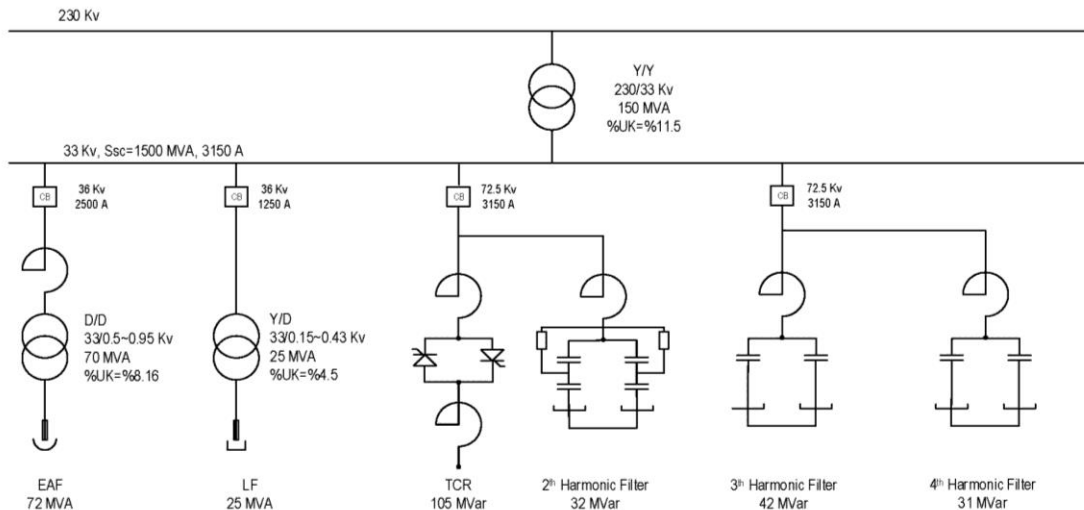 230 Kv
Y/Y
230/33 Kv
150 MVA
%UK=%11.5
33 Kv, Ssc=1500 MVA, 3150 A
CB
36 Kv
2500 A
CB
36 Kv
1250 A
CB
72.5 Kv
3150 A
CB
72.5 Kv
3150 A
D/D
33/0.5~0.95 Kv
70 MVA
%UK=%8.16
Y/D
33/0.15~0.43 Kv
25 MVA
%UK=%4.5
EAF
72 MVA
LF
25 MVA
TCR
105 MVar
2th Harmonic Filter
32 MVar
3th Harmonic Filter
42 MVar
4th Harmonic Filter
31 MVar